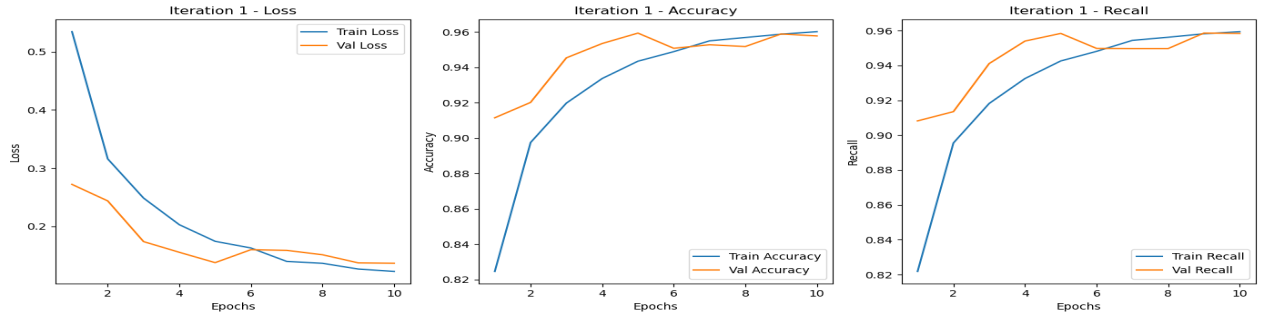 Iteration 1 - Loss
Loss
0.5
0.4
0.3
0.2
Train Loss
Val Loss
2 4 6 8 10
Epochs
Iteration 1 - Accuracy
Accuracy
0.96
0.94
0.92
0.90
0.88
0.86
0.84
0.82
Train Accuracy
Val Accuracy
2 4 6 8 10
Epochs
Iteration 1 - Recall
Recall
0.96
0.94
0.92
0.90
0.88
0.86
0.84
0.82
Train Recall
Val Recall
2 4 6 8 10
Epochs